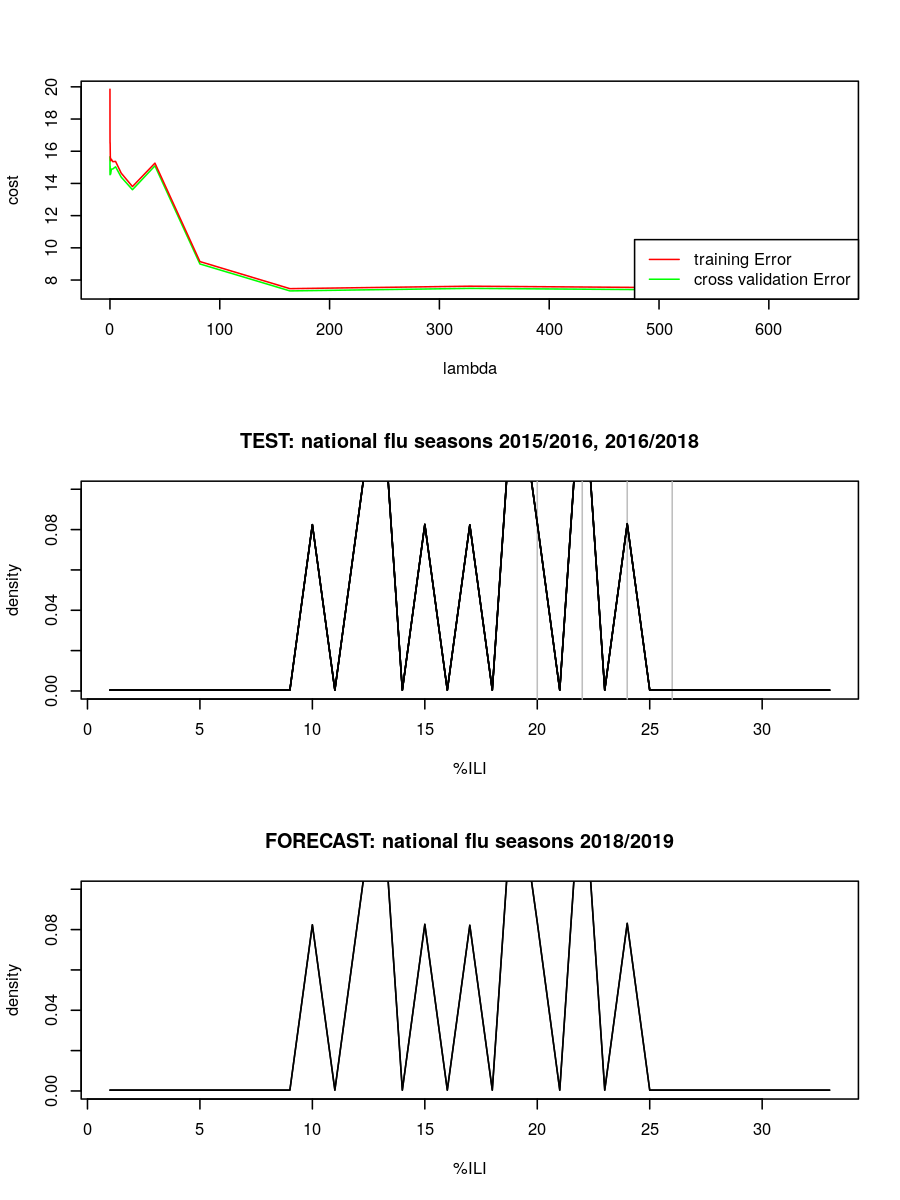 cost
20
18
16
14
12
10
8
training Error
cross validation Error
0 100 200 300 400 500 600
lambda
TEST: national flu seasons 2015/2016, 2016/2018
density
0.08
0.04
0.00
0 5 10 15 20 25 30
%ILI
FORECAST: national flu seasons 2018/2019
density
0.08
0.04
0.00
0 5 10 15 20 25 30
%ILI